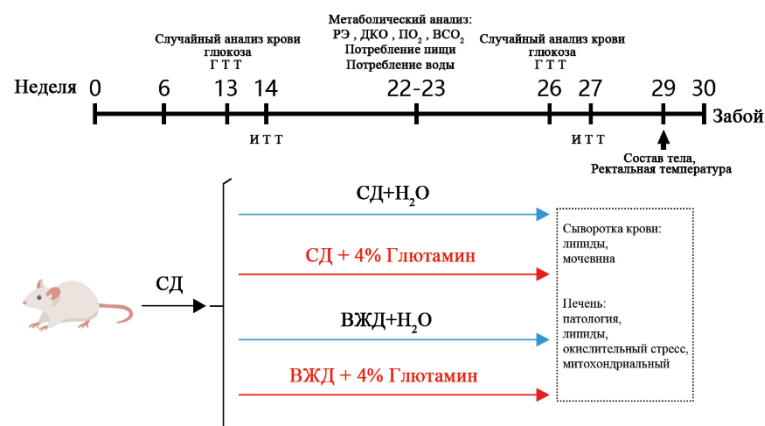 Метаболический анализ:
РЭ , ДКО , ПО₂ , ВСО₂
Потребление пищи
Потребление воды
Случайный анализ крови
глюкоза
Г Т Т
Случайный анализ крови
глюкоза
Г Т Т
Неделя 0 6 13 14 22-23 26 27 29 30
Забой
И Т Т
И Т Т
Состав тела,
Ректальная температура
СД
СД+H₂O
СД + 4% Глютамин
ВЖД+H₂O
ВЖД + 4% Глютамин
Сыворотка крови:
липиды,
мочевина
Печень:
патология,
липиды,
окислительный стресс,
митохондриальный